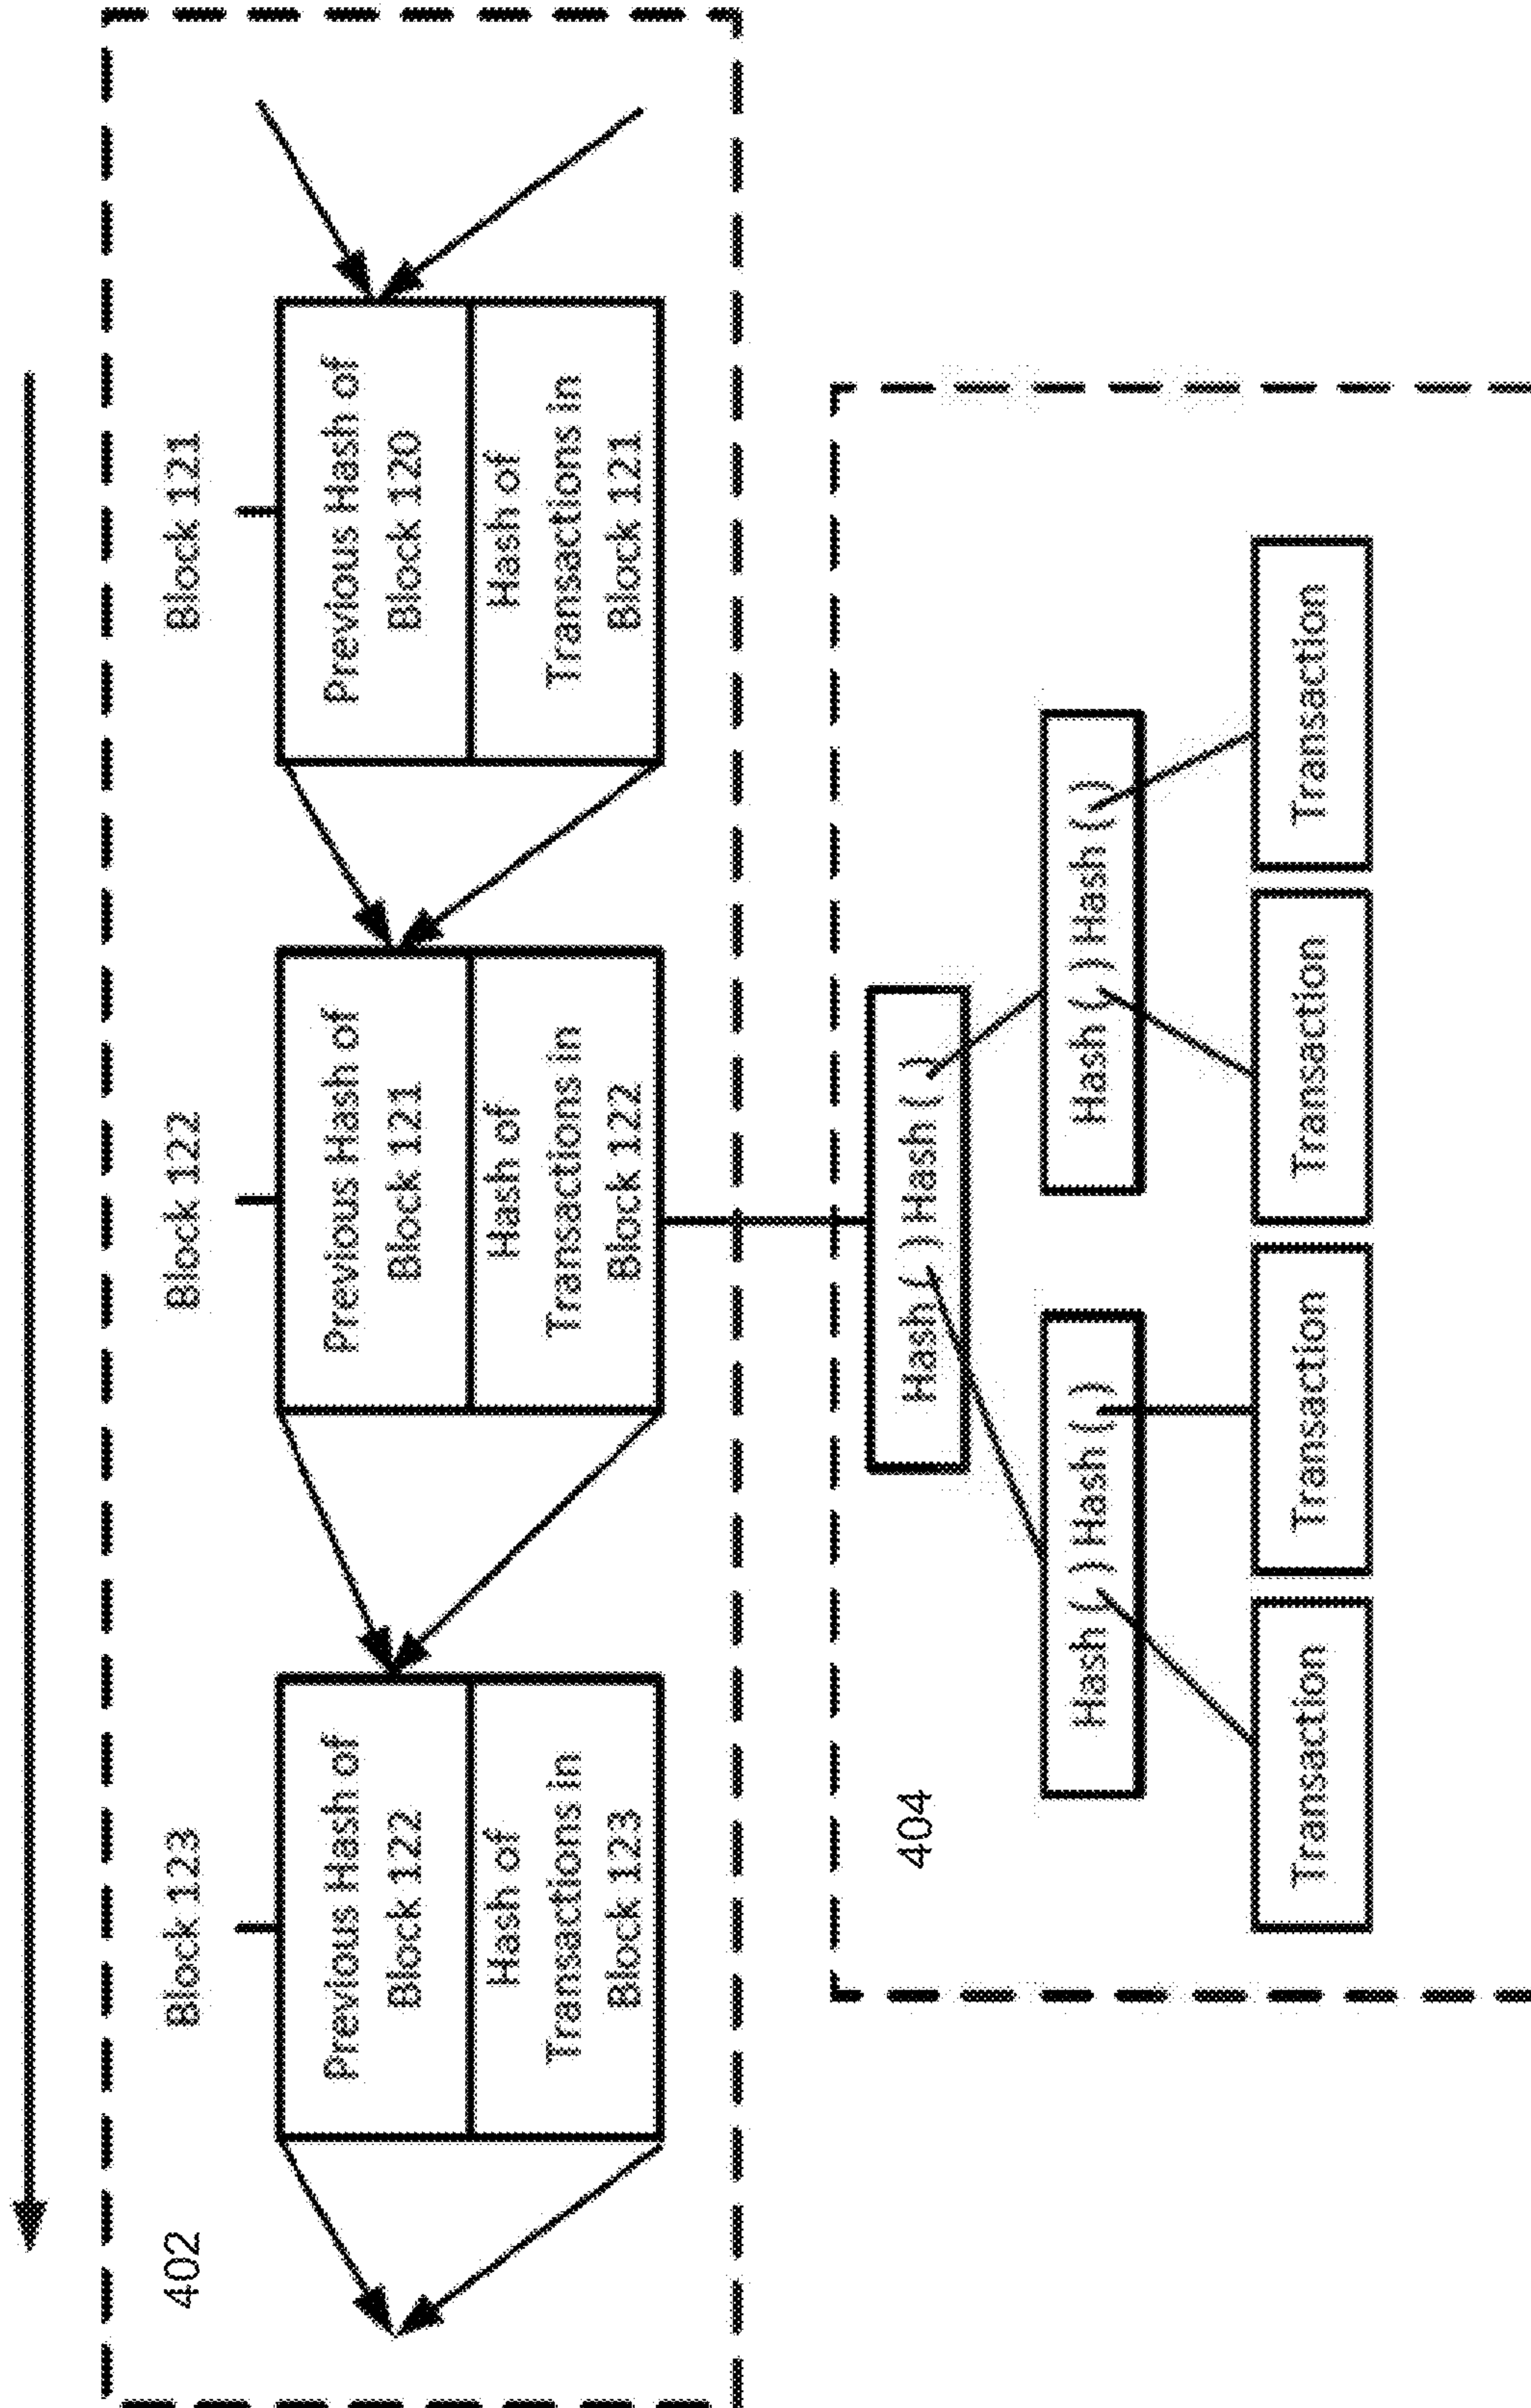 402
Block 123
Block 122
Block 121
Previous Hash of
Block 122
Hash of
Transactions in
Block 123
Previous Hash of
Block 121
Hash of
Transactions in
Block 122
Previous Hash of
Block 120
Hash of
Transactions in
Block 121
404
Hash ( ) Hash ( )
Hash ( ) Hash ( )
Hash ( ) Hash ( )
Transaction
Transaction
Transaction
Transaction